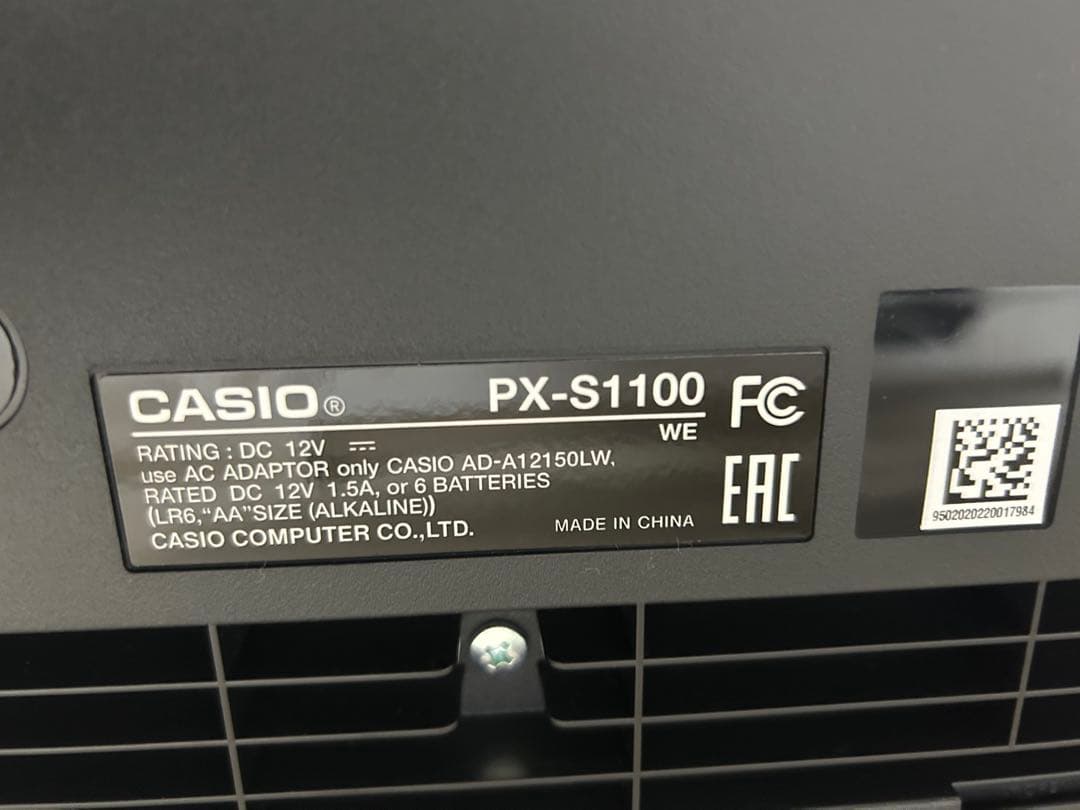 CASIO® PX-S1100
WE
RATING : DC 12V
use AC ADAPTOR only CASIO AD-A12150LW,
RATED DC 12V 1.5A, or 6 BATTERIES
(LR6,“AA”SIZE (ALKALINE))
CASIO COMPUTER CO.,LTD. MADE IN CHINA
FC
EAC
9502020220017984